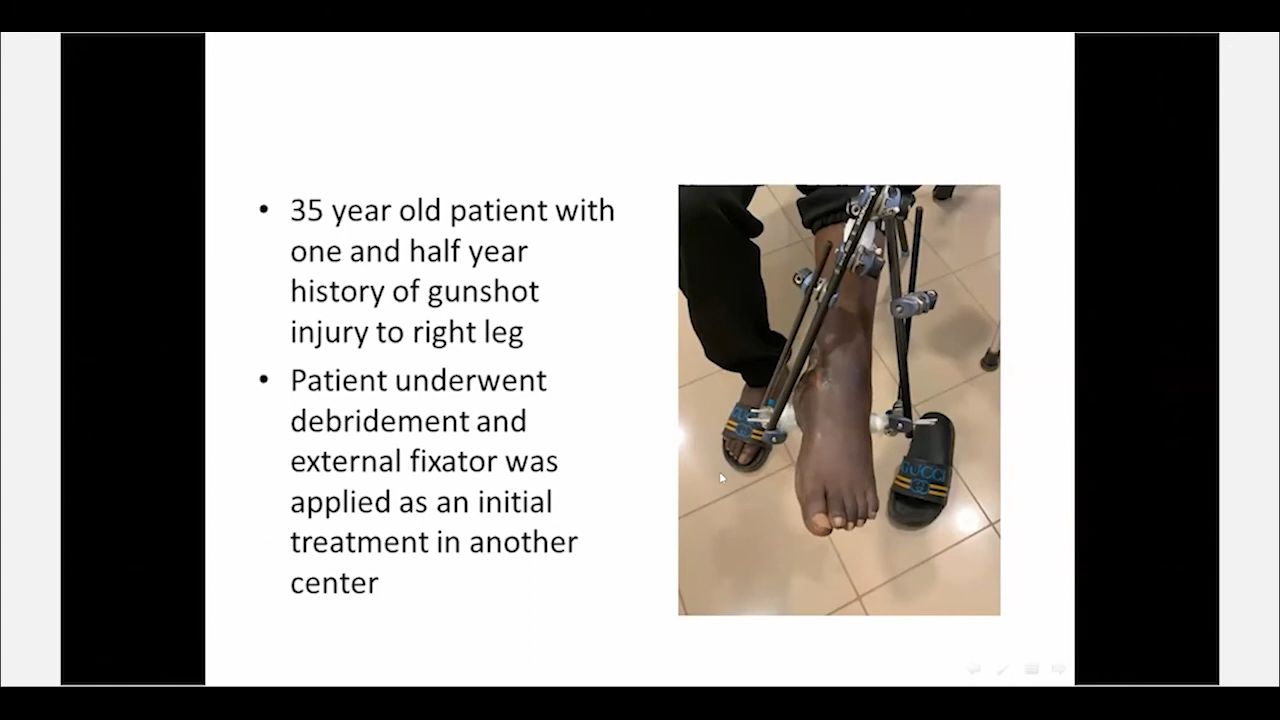 • 35 year old patient with
one and half year
history of gunshot
injury to right leg
• Patient underwent
debridement and
external fixator was
applied as an initial
treatment in another
center
GUCCI
GUCCI